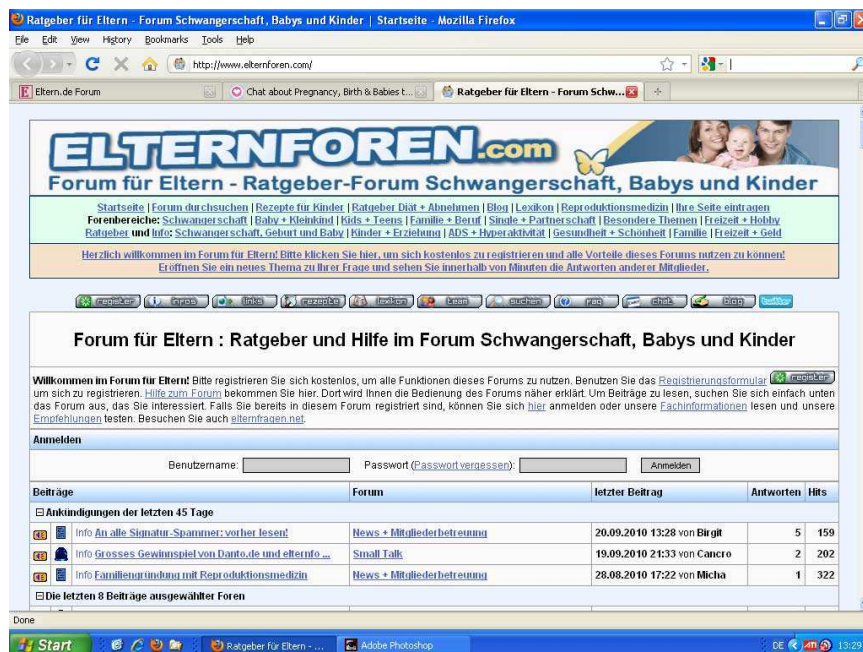 Ratgeber für Eltern - Forum Schwangerschaft, Babys und Kinder | Startseite - Mozilla Firefox
File Edit View History Bookmarks Tools Help
http://www.elternforen.com/
Eltern.de Forum
Chat about Pregnancy, Birth & Babies t...
Ratgeber für Eltern - Forum Schw...
ELTERNFOREN.com
Forum für Eltern - Ratgeber-Forum Schwangerschaft, Babys und Kinder
Startseite | Forum durchsuchen | Rezepte für Kinder | Ratgeber Diät + Abnehmen | Blog | Lexikon | Reproduktionsmedizin | Ihre Seite eintragen
Forenbereiche: Schwangerschaft | Baby + Kleinkind | Kids + Teens | Familie + Beruf | Single + Partnerschaft | Besondere Themen | Freizeit + Hobby
Ratgeber und Info: Schwangerschaft, Geburt und Baby | Kinder + Erziehung | ADS + Hyperaktivität | Gesundheit + Schönheit | Familie | Freizeit + Geld
Herzlich willkommen im Forum für Eltern! Bitte klicken Sie hier, um sich kostenlos zu registrieren und alle Vorteile dieses Forums nutzen zu können!
Eröffnen Sie ein neues Thema zu Ihrer Frage und sehen Sie innerhalb von Minuten die Antworten anderer Mitglieder.
register infos links rezepte lexikon team suchen FAQ chat blog twitter
Forum für Eltern : Ratgeber und Hilfe im Forum Schwangerschaft, Babys und Kinder
Willkommen im Forum für Eltern! Bitte registrieren Sie sich kostenlos, um alle Funktionen dieses Forums zu nutzen. Benutzen Sie das Registrierungsformular register
um sich zu registrieren. Hilfe zum Forum bekommen Sie hier. Dort wird Ihnen die Bedienung des Forums näher erklärt. Um Beiträge zu lesen, suchen Sie sich einfach unten
das Forum aus, das Sie interessiert. Falls Sie bereits in diesem Forum registriert sind, können Sie sich hier anmelden oder unsere Fachinformationen lesen und unsere
Empfehlungen testen. Besuchen Sie auch elternfragen.net.
Anmelden
Benutzername: Passwort (Passwort vergessen): Anmelden
Beiträge Forum letzter Beitrag Antworten Hits
Ankündigungen der letzten 45 Tage
Info An alle Signatur-Spammer: vorher lesen! News + Mitgliederbetreuung 20.09.2010 13:28 von Birgit 5 159
Info Grosses Gewinnspiel von Danto.de und elternfo ... Small Talk 19.09.2010 21:33 von Cancro 2 202
Info Familiengründung mit Reproduktionsmedizin News + Mitgliederbetreuung 28.08.2010 17:22 von Micha 1 322
Die letzten 8 Beiträge ausgewählter Foren
Done
Start Ratgeber für Eltern - ... Adobe Photoshop DE ATI 13:29